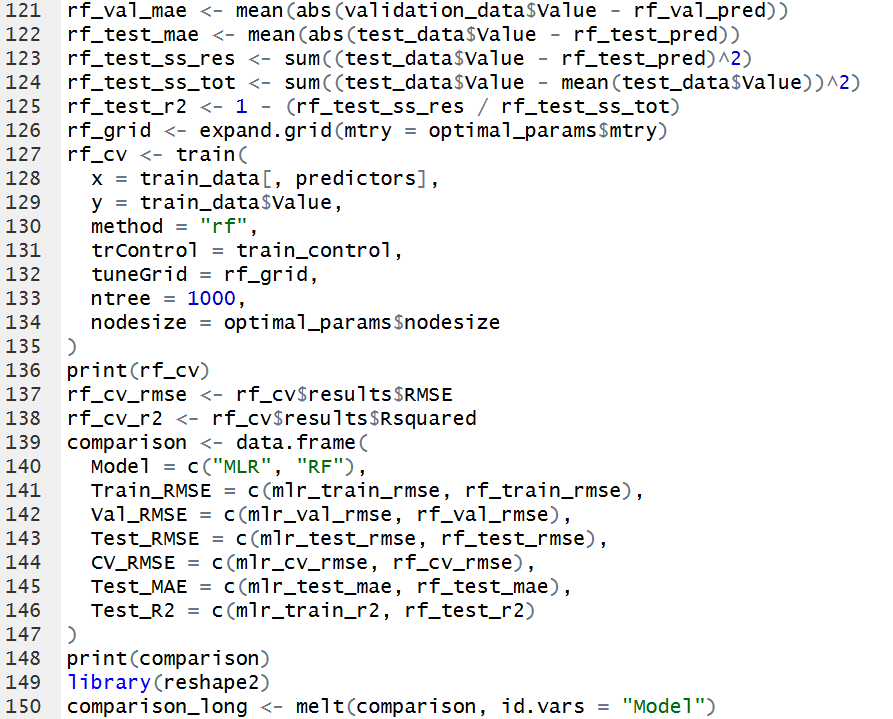 121 rf_val_mae <- mean(abs(validation_data$Value - rf_val_pred))
122 rf_test_mae <- mean(abs(test_data$Value - rf_test_pred))
123 rf_test_ss_res <- sum((test_data$Value - rf_test_pred)^2)
124 rf_test_ss_tot <- sum((test_data$Value - mean(test_data$Value))^2)
125 rf_test_r2 <- 1 - (rf_test_ss_res / rf_test_ss_tot)
126 rf_grid <- expand.grid(mtry = optimal_params$mtry)
127 rf_cv <- train(
128   x = train_data[, predictors],
129   y = train_data$Value,
130   method = "rf",
131   trControl = train_control,
132   tuneGrid = rf_grid,
133   ntree = 1000,
134   nodesize = optimal_params$nodesize
135 )
136 print(rf_cv)
137 rf_cv_rmse <- rf_cv$results$RMSE
138 rf_cv_r2 <- rf_cv$results$Rsquared
139 comparison <- data.frame(
140   Model = c("MLR", "RF"),
141   Train_RMSE = c(mlr_train_rmse, rf_train_rmse),
142   Val_RMSE = c(mlr_val_rmse, rf_val_rmse),
143   Test_RMSE = c(mlr_test_rmse, rf_test_rmse),
144   CV_RMSE = c(mlr_cv_rmse, rf_cv_rmse),
145   Test_MAE = c(mlr_test_mae, rf_test_mae),
146   Test_R2 = c(mlr_train_r2, rf_test_r2)
147 )
148 print(comparison)
149 library(reshape2)
150 comparison_long <- melt(comparison, id.vars = "Model")